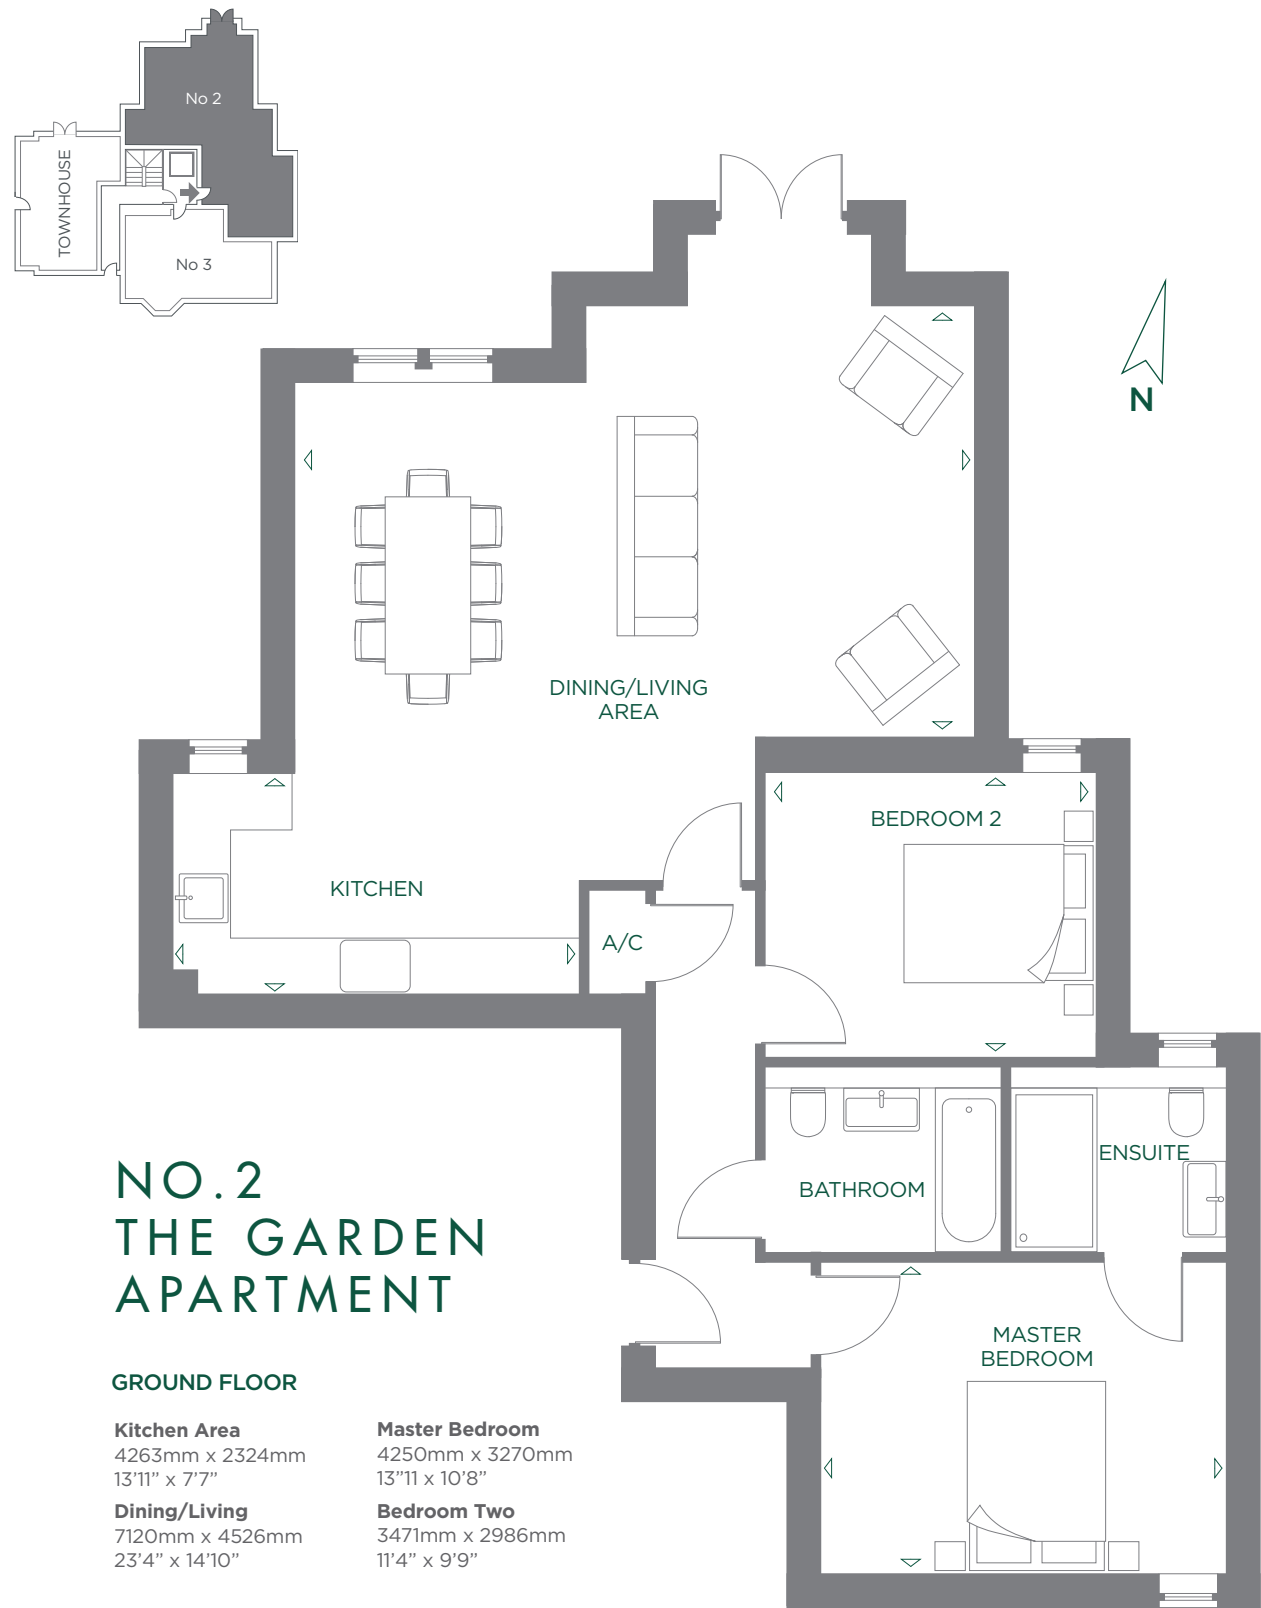 No 2
TOWNHOUSE
No 3
N
DINING/LIVING
AREA
BEDROOM 2
KITCHEN
A/C
ENSUITE
BATHROOM
MASTER
BEDROOM
NO.2
THE GARDEN
APARTMENT
GROUND FLOOR
Kitchen Area
4263mm x 2324mm
13’11” x 7’7”
Dining/Living
7120mm x 4526mm
23’4” x 14’10”
Master Bedroom
4250mm x 3270mm
13”11 x 10’8”
Bedroom Two
3471mm x 2986mm
11’4” x 9’9”